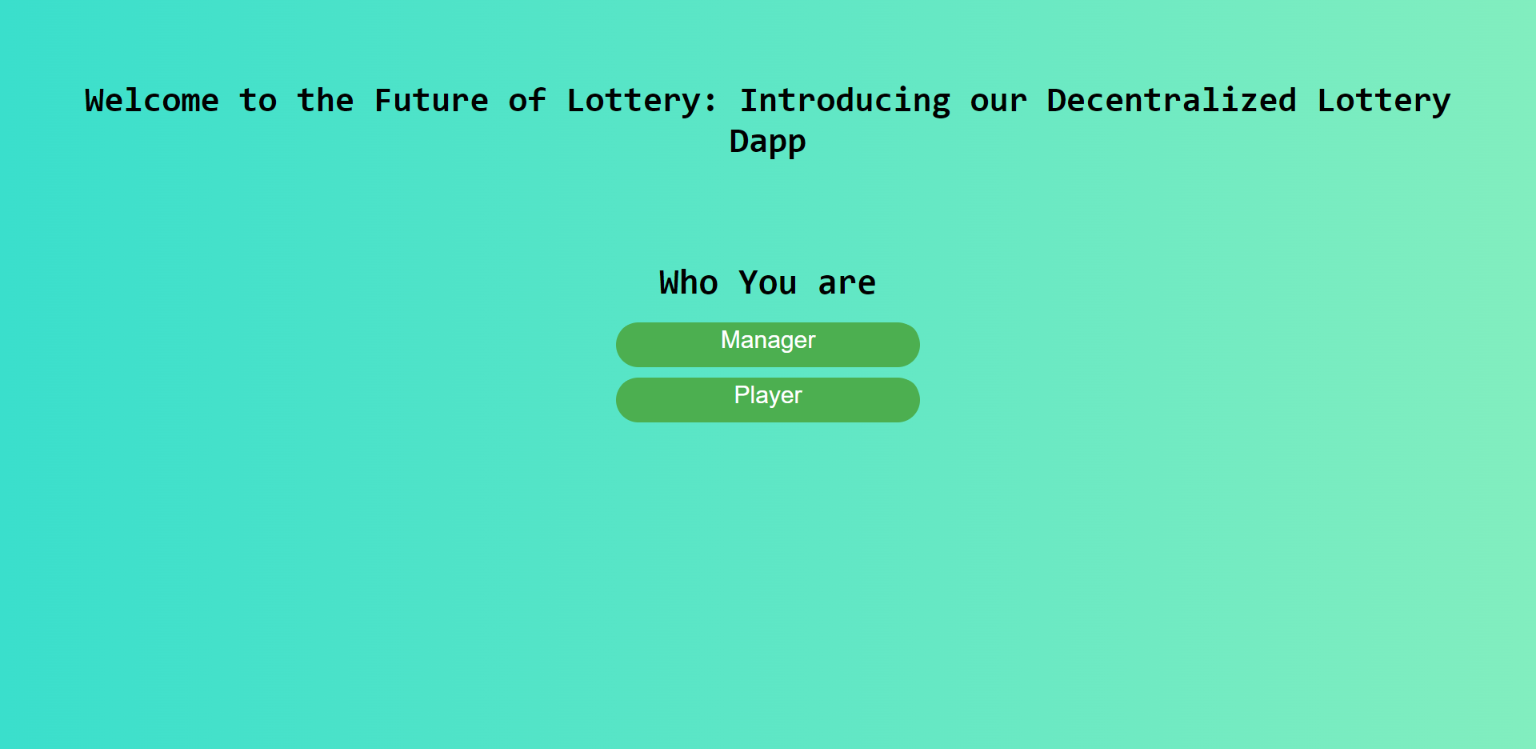 Welcome to the Future of Lottery: Introducing our Decentralized Lottery
Dapp
Who You are
Manager
Player